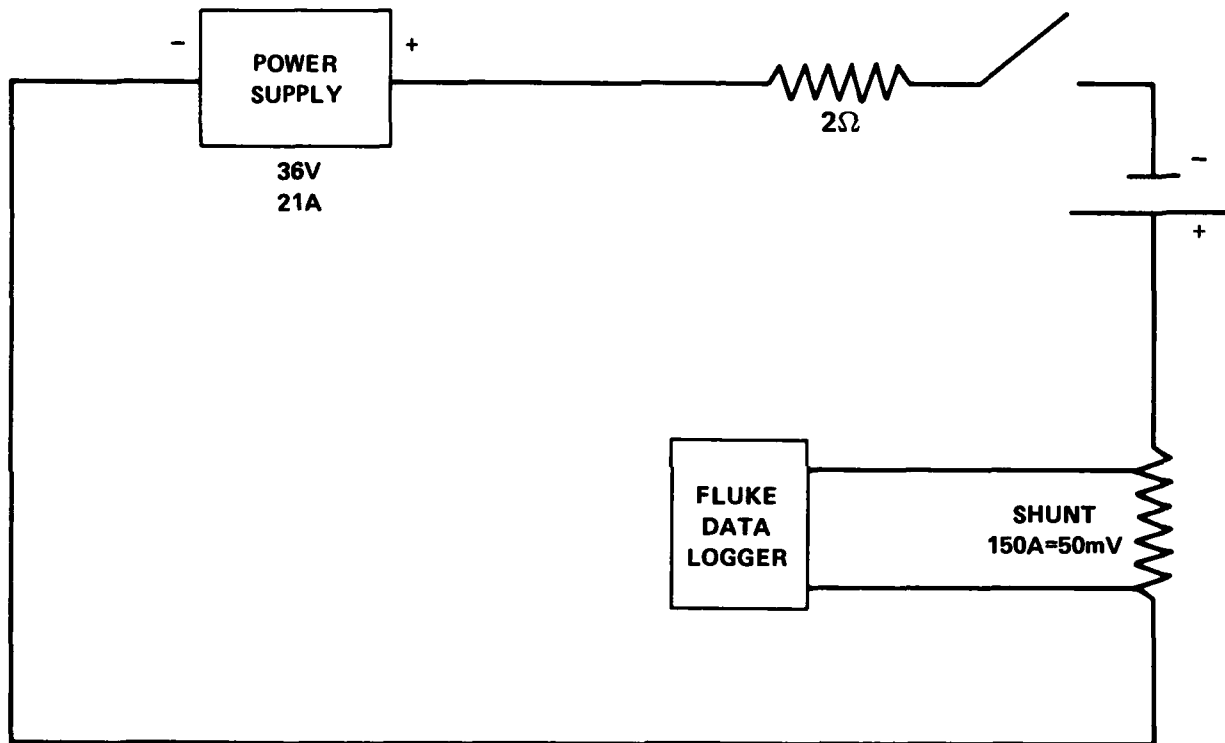 -
POWER
SUPPLY
+
36V
21A
2Ω
-
+
FLUKE
DATA
LOGGER
SHUNT
150A=50mV